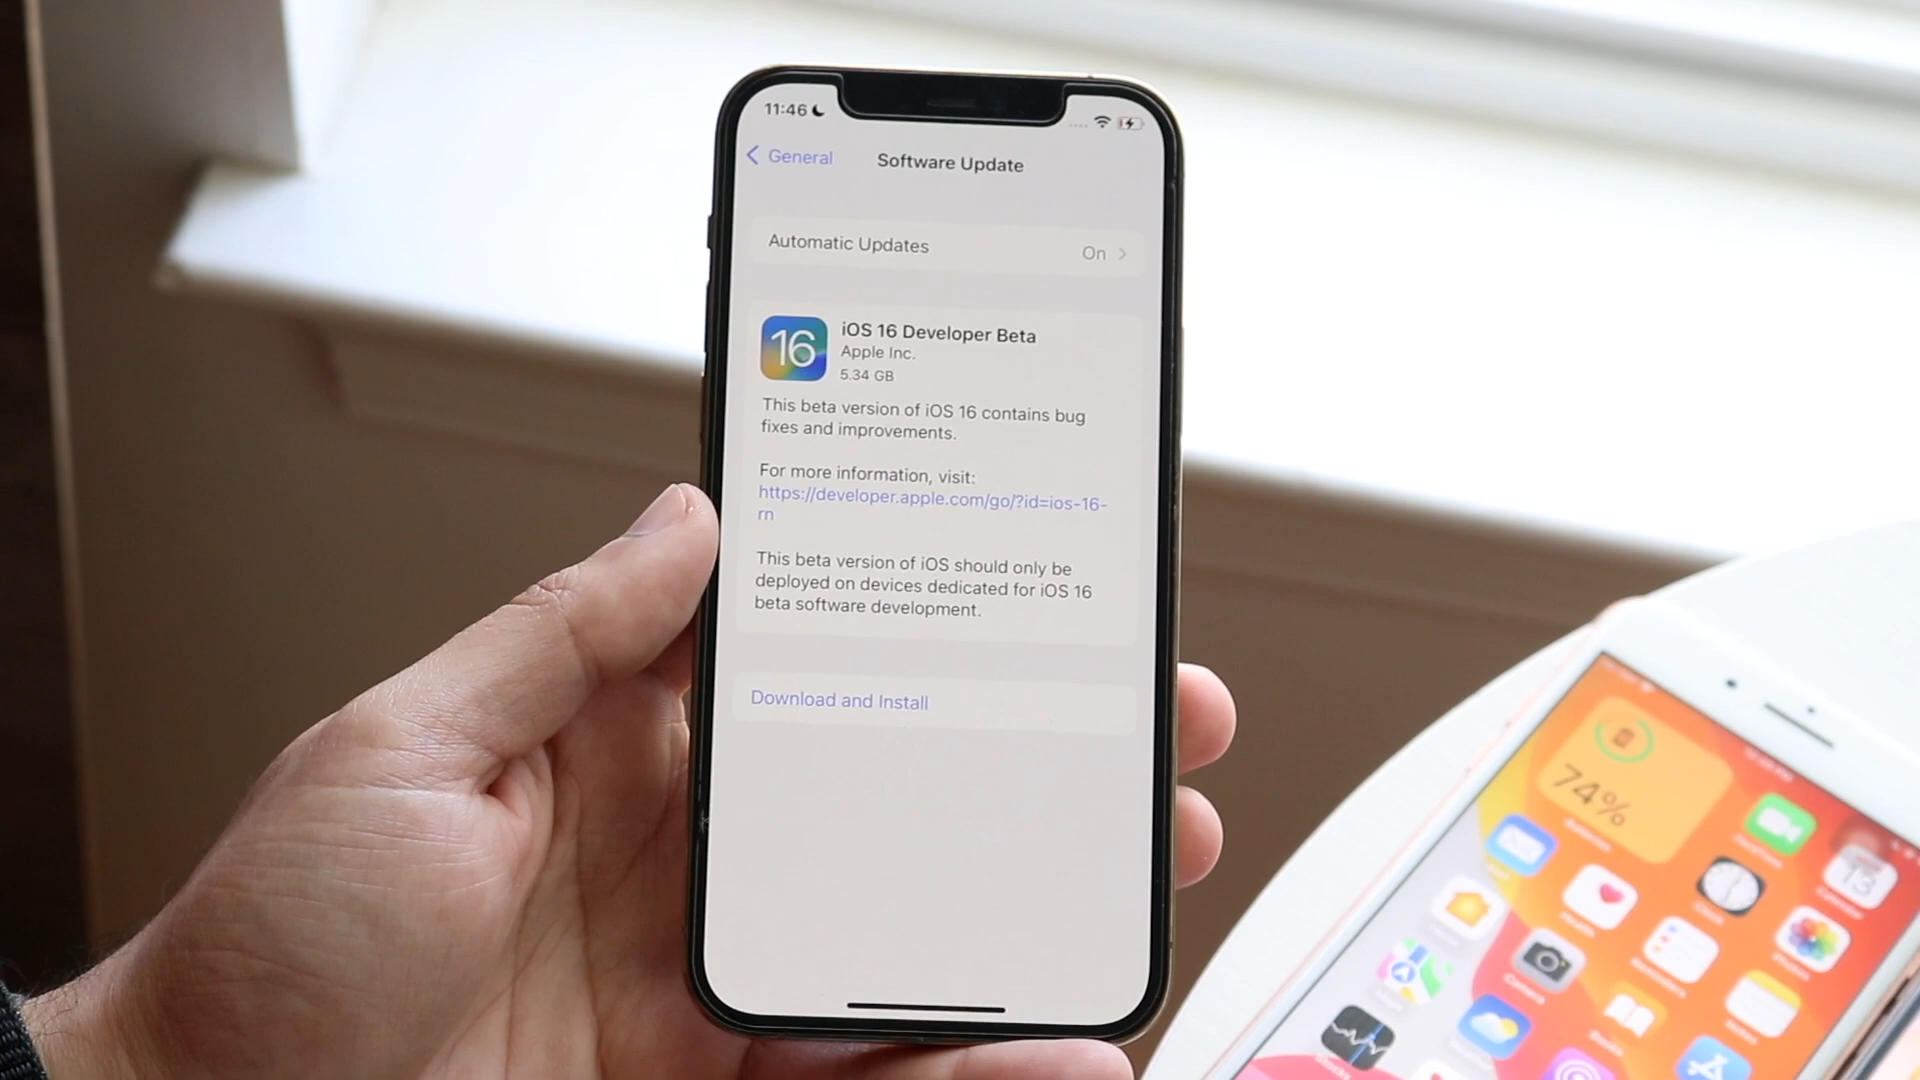 11:46
General
Software Update
Automatic Updates
On
16
iOS 16 Developer Beta
Apple Inc.
5.34 GB
This beta version of iOS 16 contains bug
fixes and improvements.
For more information, visit:
https://developer.apple.com/go/?id=ios-16-
rn
This beta version of iOS should only be
deployed on devices dedicated for iOS 16
beta software development.
Download and Install
74%
13